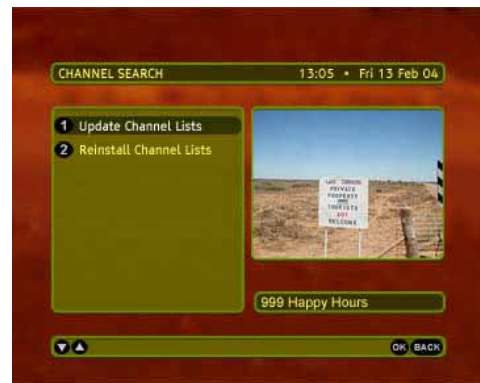 CHANNEL SEARCH 13:05 • Fri 13 Feb 04
1 Update Channel Lists
2 Reinstall Channel Lists
PRIVATE
PROPERTY
TOURISTS
NOT
WELCOME
999 Happy Hours
OK BACK